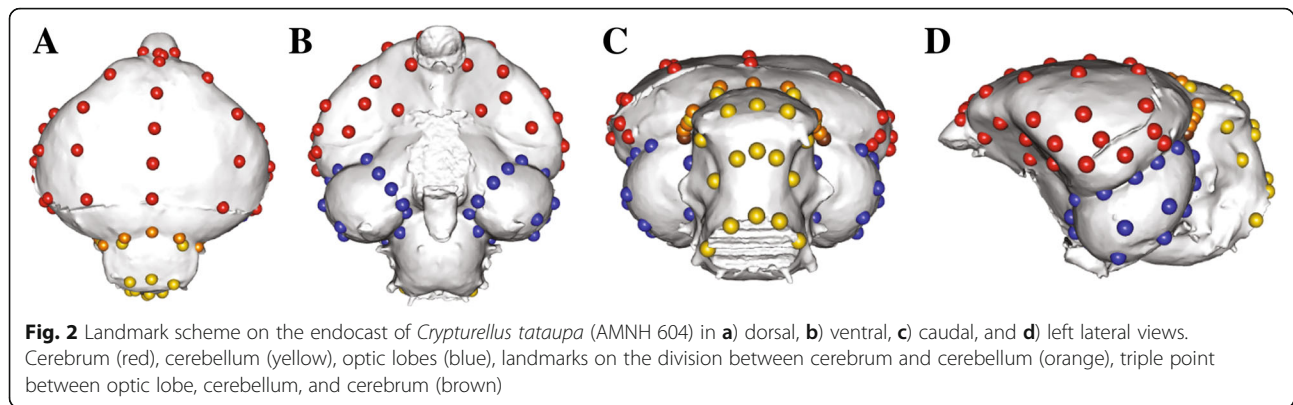 A B C D
Fig. 2 Landmark scheme on the endocast of Crypturellus tataupa (AMNH 604) in a) dorsal, b) ventral, c) caudal, and d) left lateral views.
Cerebrum (red), cerebellum (yellow), optic lobes (blue), landmarks on the division between cerebrum and cerebellum (orange), triple point
between optic lobe, cerebellum, and cerebrum (brown)